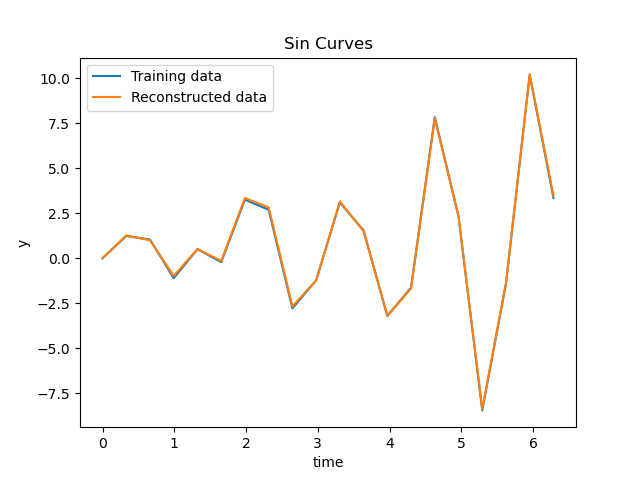 Sin Curves
Training data
Reconstructed data
10.0
7.5
5.0
2.5
0.0
−2.5
−5.0
−7.5
y
0 1 2 3 4 5 6
time